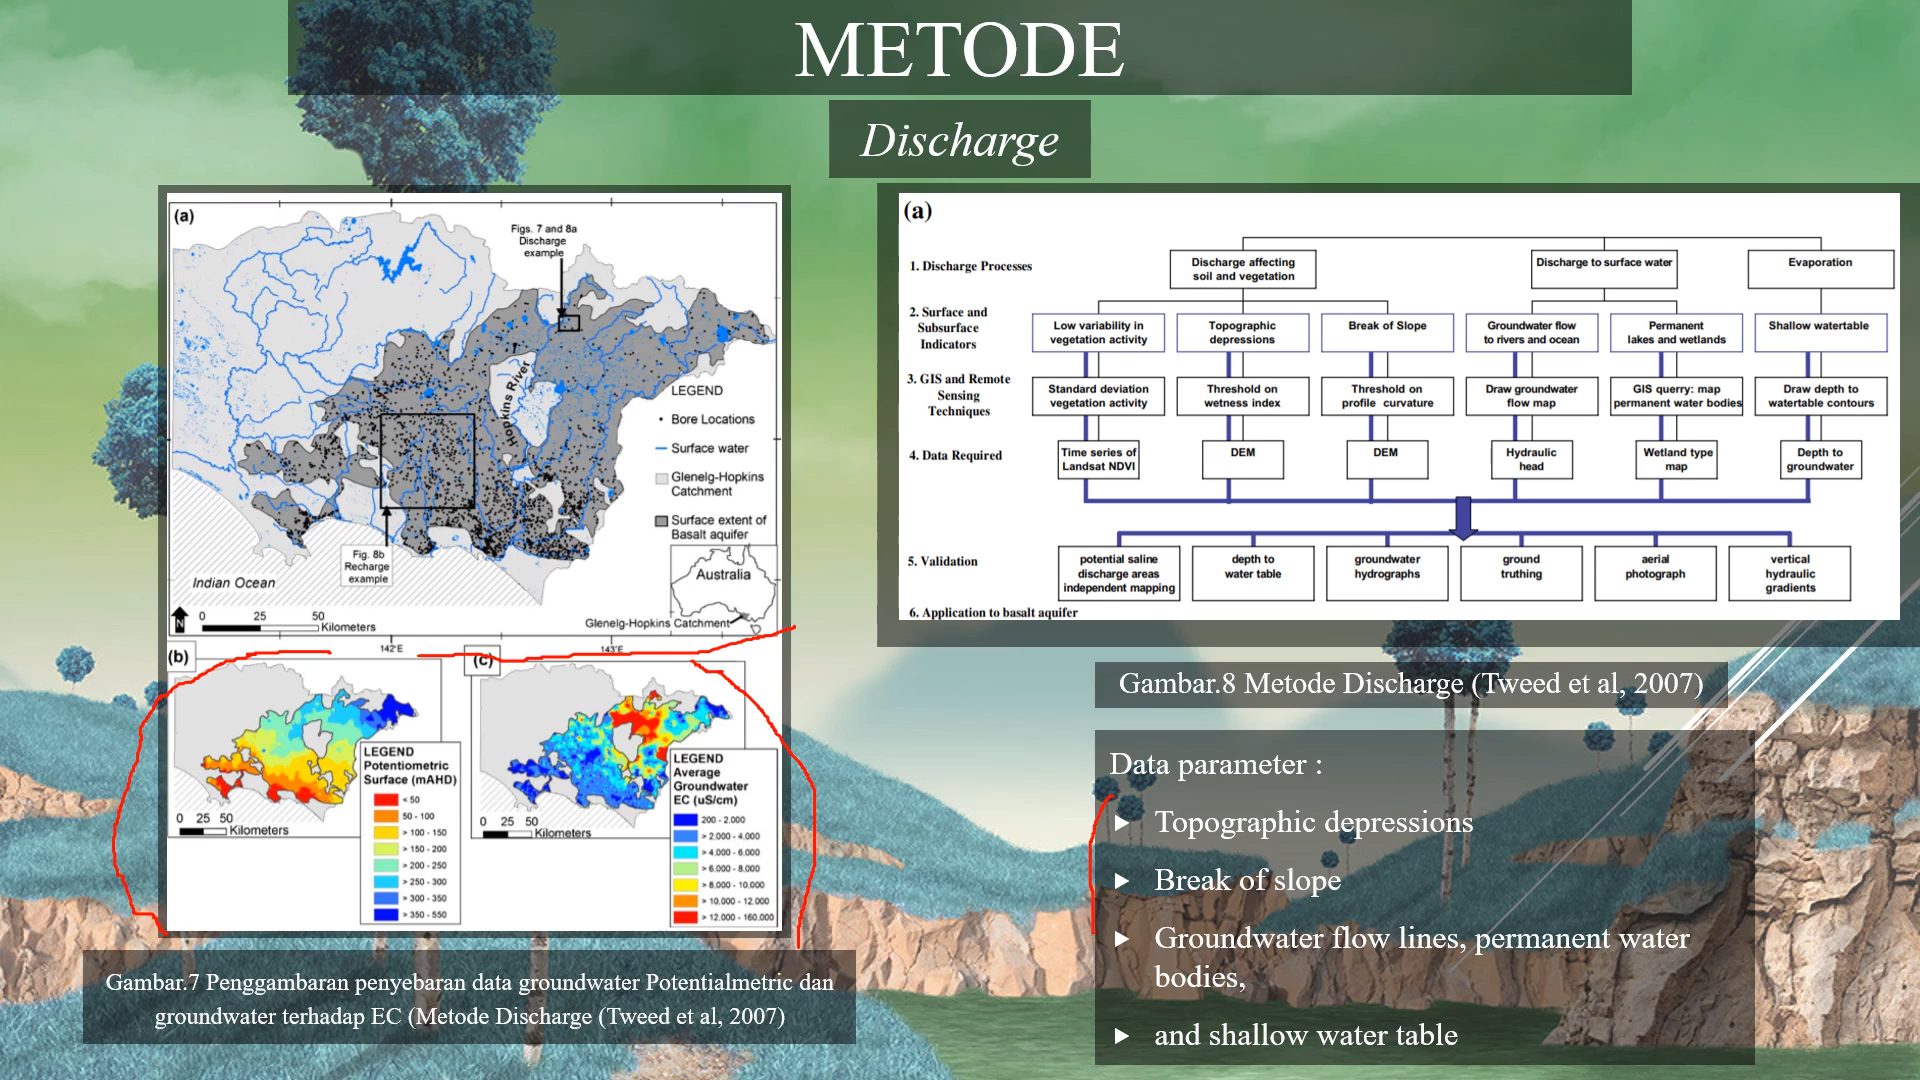 METODE
Discharge
(a)
Figs. 7 and 8a
Discharge
example
Hopkins River
LEGEND
Bore Locations
Surface water
Glenelg-Hopkins
Catchment
Surface extent of
Basalt aquifer
Fig. 8b
Recharge
example
Indian Ocean
Australia
N
0 25 50
Kilometers
Glenelg-Hopkins Catchment
142°E
143°E
(b)
LEGEND
Potentiometric
Surface (mAHD)
< 50
50 - 100
> 100 - 150
> 150 - 200
> 200 - 250
> 250 - 300
> 300 - 350
> 350 - 550
0 25 50
Kilometers
(c)
LEGEND
Average
Groundwater
EC (uS/cm)
200 - 2,000
> 2,000 - 4,000
> 4,000 - 6,000
> 6,000 - 8,000
> 8,000 - 10,000
> 10,000 - 12,000
> 12,000 - 160,000
0 25 50
Kilometers
Gambar.7 Penggambaran penyebaran data groundwater Potentialmetric dan
groundwater terhadap EC (Metode Discharge (Tweed et al, 2007)
(a)
1. Discharge Processes
Discharge affecting
soil and vegetation
Discharge to surface water
Evaporation
2. Surface and
Subsurface
Indicators
Low variability in
vegetation activity
Topographic
depressions
Break of Slope
Groundwater flow
to rivers and ocean
Permanent
lakes and wetlands
Shallow watertable
3. GIS and Remote
Sensing
Techniques
Standard deviation
vegetation activity
Threshold on
wetness index
Threshold on
profile curvature
Draw groundwater
flow map
GIS querry: map
permanent water bodies
Draw depth to
watertable contours
4. Data Required
Time series of
Landsat NDVI
DEM
DEM
Hydraulic
head
Wetland type
map
Depth to
groundwater
5. Validation
potential saline
discharge areas
independent mapping
depth to
water table
groundwater
hydrographs
ground
truthing
aerial
photograph
vertical
hydraulic
gradients
6. Application to basalt aquifer
Gambar.8 Metode Discharge (Tweed et al, 2007)
Data parameter :
Topographic depressions
Break of slope
Groundwater flow lines, permanent water
bodies,
and shallow water table